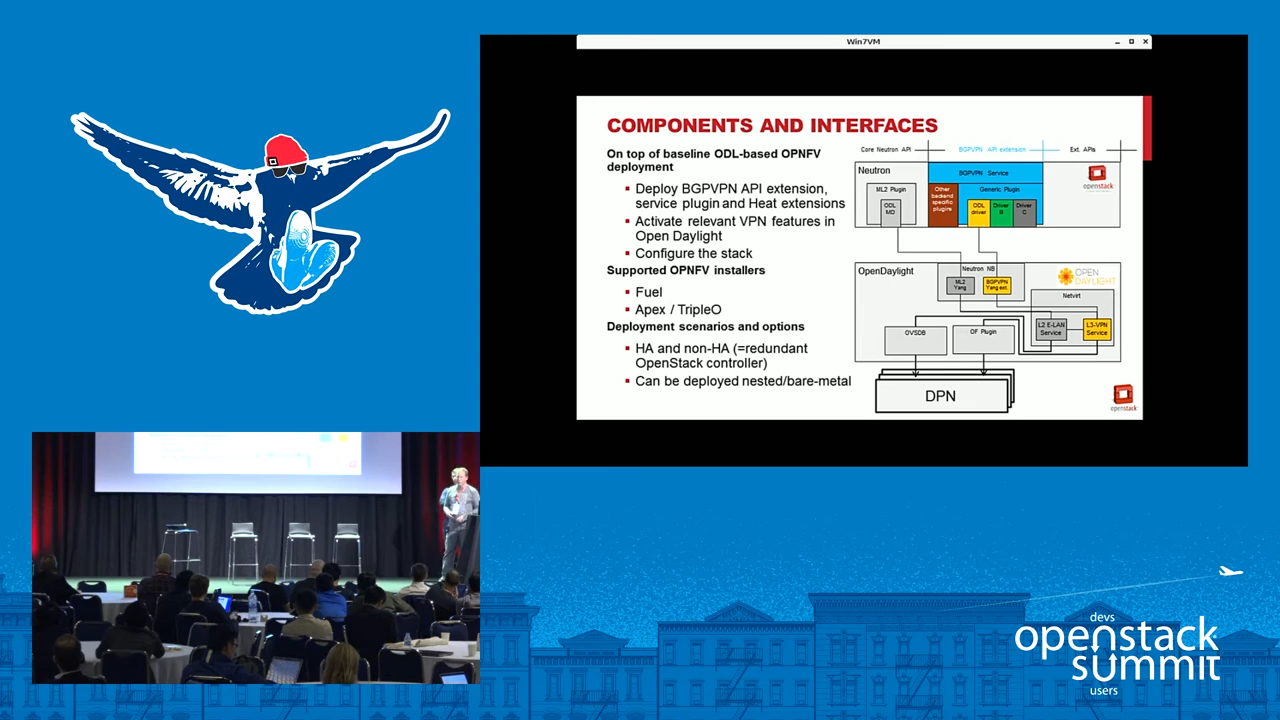 Win7VM
COMPONENTS AND INTERFACES
On top of baseline ODL-based OPNFV
deployment
Deploy BGPVPN API extension,
service plugin and Heat extensions
Activate relevant VPN features in
Open Daylight
Configure the stack
Supported OPNFV installers
Fuel
Apex / TripleO
Deployment scenarios and options
HA and non-HA (=redundant
OpenStack controller)
Can be deployed nested/bare-metal
Core Neutron API
BGPVPN API extension
Ext. APIs
Neutron
BGPVPN Service
ML2 Plugin
ODL
MD
Other
backend
specific
plugins
Generic Plugin
ODL
driver
Driver
B
Driver
C
openstack
OpenDaylight
Neutron NB
ML2
Yang
BGPVPN
Yang ext.
OPEN
DAYLIGHT
Netvirt
OVSDB
OF Plugin
L2 E-LAN
Service
L3-VPN
Service
DPN
openstack
devs
openstack
summit
users